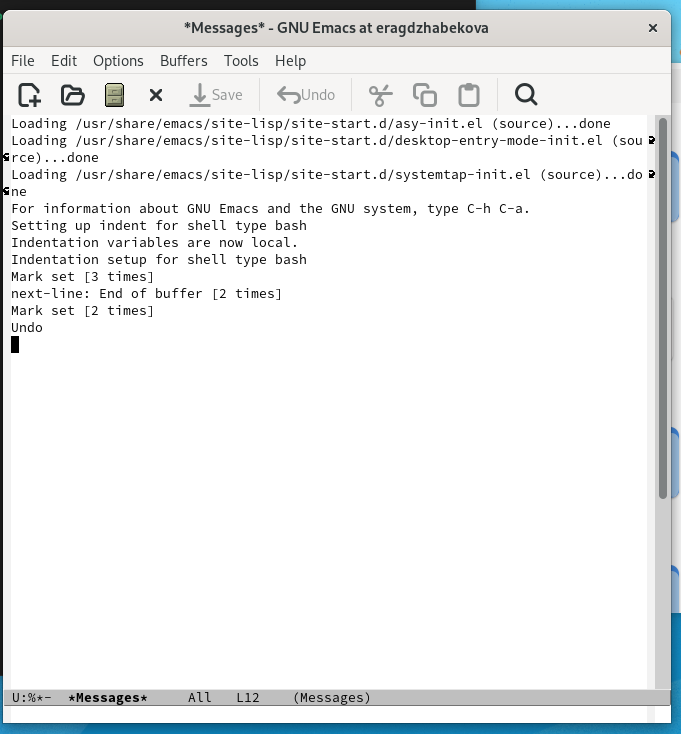 *Messages* - GNU Emacs at eragdzhabekova
File Edit Options Buffers Tools Help
Save Undo
Loading /usr/share/emacs/site-lisp/site-start.d/asy-init.el (source)...done
Loading /usr/share/emacs/site-lisp/site-start.d/desktop-entry-mode-init.el (sou
rce)...done
Loading /usr/share/emacs/site-lisp/site-start.d/systemtap-init.el (source)...do
ne
For information about GNU Emacs and the GNU system, type C-h C-a.
Setting up indent for shell type bash
Indentation variables are now local.
Indentation setup for shell type bash
Mark set [3 times]
next-line: End of buffer [2 times]
Mark set [2 times]
Undo
U:%*- *Messages* All L12 (Messages)